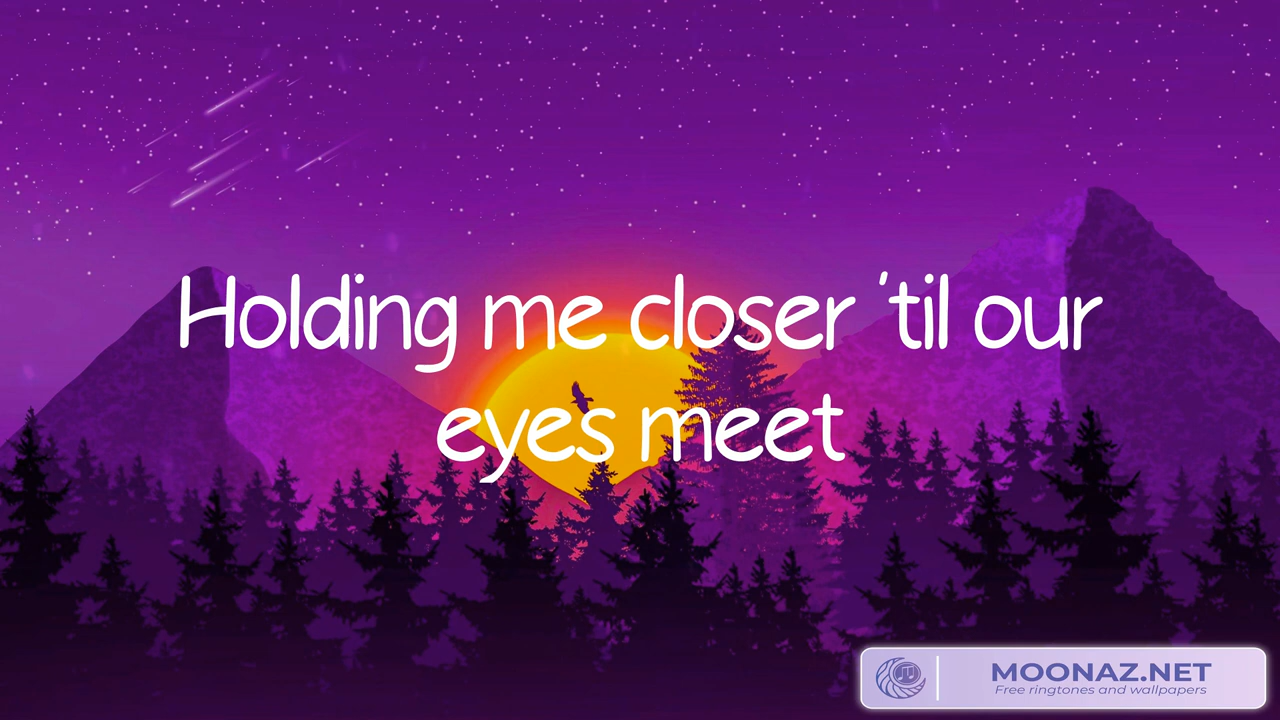 Holding me closer 'til our
eyes meet
MOONAZ.NET
Free ringtones and wallpapers